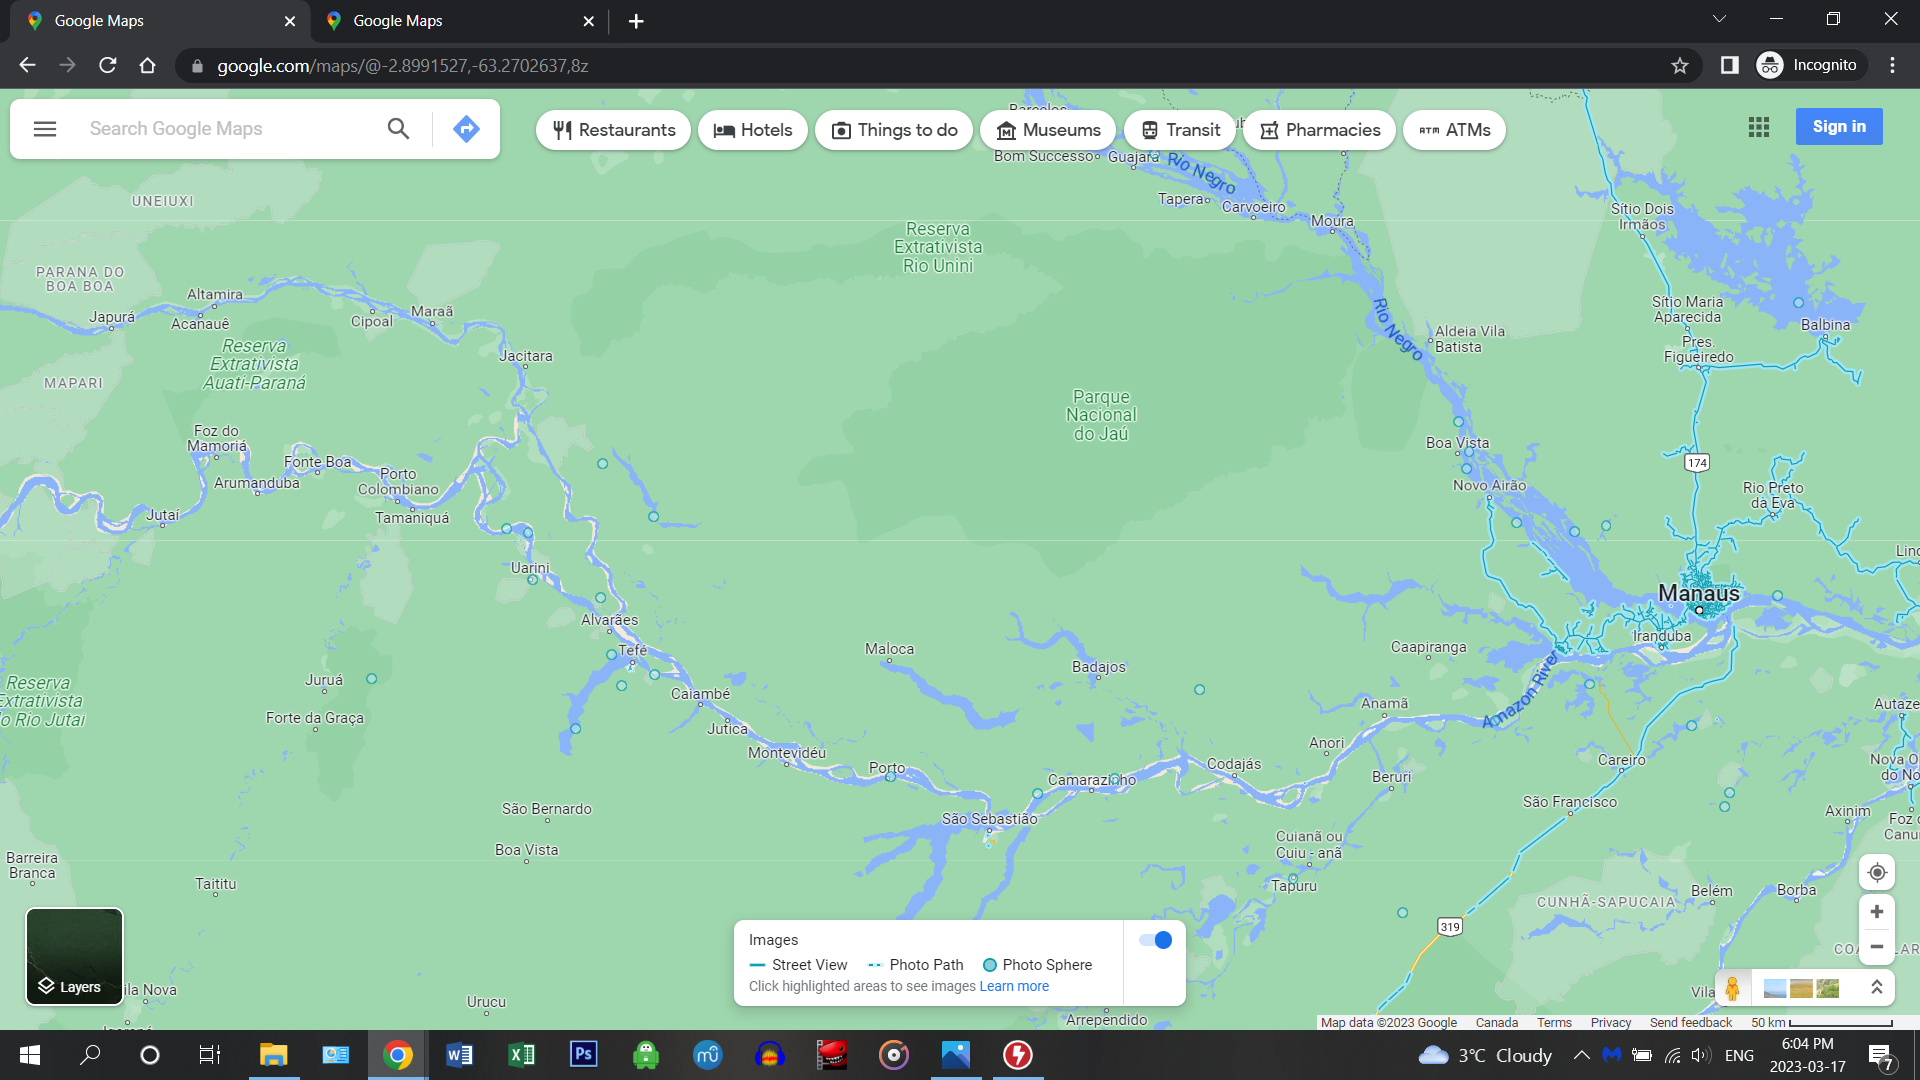 Google Maps
Google Maps
google.com/maps/@-2.8991527,-63.2702637,8z
Incognito
Search Google Maps
Restaurants
Hotels
Things to do
Museums
Transit
Pharmacies
ATMs
Sign in
Barcelos
Bom Successo
Guajará
Rio Negro
Tapera
Carvoeiro
Moura
UNEIUXI
Sítio Dois
Irmãos
Reserva
Extrativista
Rio Unini
PARANA DO
BOA BOA
Altamira
Japurá
Acanauê
Cipoal
Maraã
Rio Negro
Sítio Maria
Aparecida
Balbina
Aldeia Vila
Batista
Pres.
Figueiredo
Reserva
Extrativista
Auati-Paraná
Jacitara
MAPARI
Parque
Nacional
do Jaú
Foz do
Mamoriá
Boa Vista
174
Fonte Boa
Arumanduba
Porto
Colombiano
Tamaniquá
Novo Airão
Rio Preto
da Eva
Jutaí
Linc
Uarini
Manaus
Alvarães
Iranduba
Tefé
Maloca
Caapiranga
Badajos
Reserva
Extrativista
o Rio Jutaí
Juruá
Caiambé
Amazon River
Anamã
Autaze
Forte da Graça
Jutica
Montevidéu
Anori
Porto
Codajás
Camarazinho
Beruri
Careiro
Nova O
do No
São Bernardo
São Francisco
Axinim
São Sebastião
Foz d
Canu
Cuianã ou
Cuiu - anã
Boa Vista
Barreira
Branca
Taititu
Tapuru
Belém
Borba
CUNHÃ-SAPUCAIA
319
Images
Street View
Photo Path
Photo Sphere
Click highlighted areas to see images Learn more
Layers
ila Nova
Urucu
Vila
Arrependido
Map data ©2023 Google
Canada
Terms
Privacy
Send feedback
50 km
3°C Cloudy
ENG
6:04 PM
2023-03-17
7